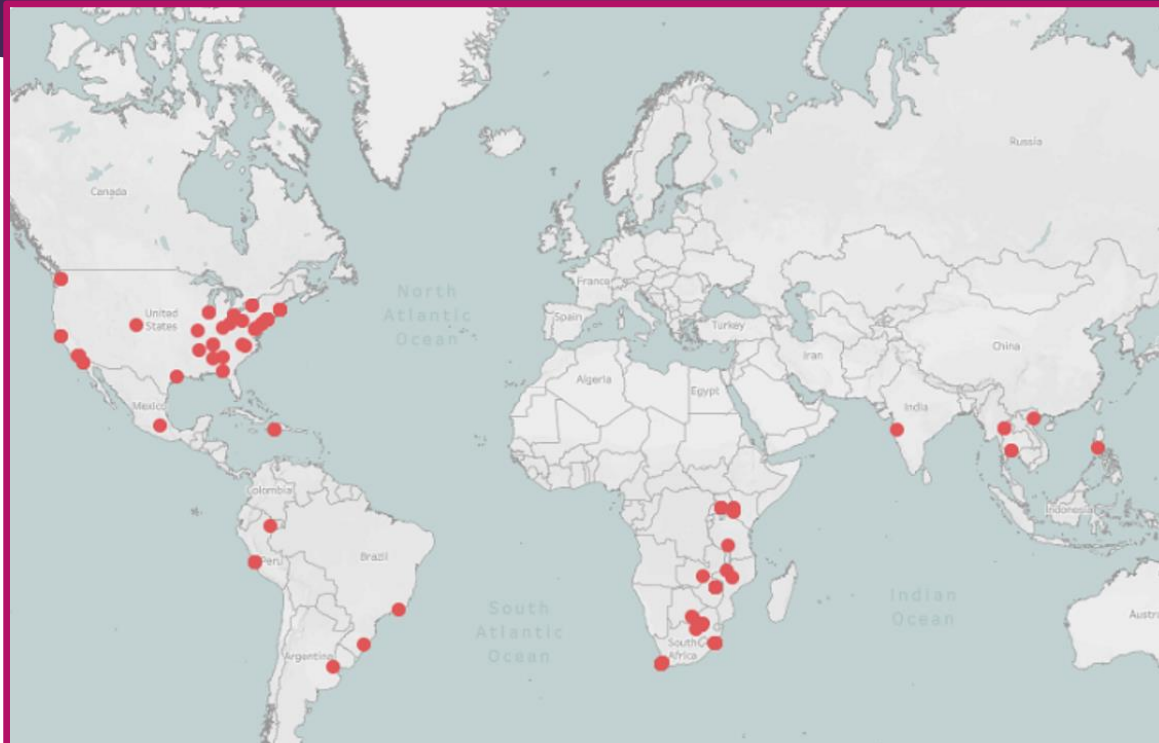 Russia
Canada
North
Atlantic
Ocean
France
United
States
Spain
Turkey
China
Iran
Algeria
Egypt
India
Mexico
Colombia
Indonesia
Brazil
Peru
Indian
Ocean
South
Atlantic
Ocean
Austra
South
Africa
Argentina